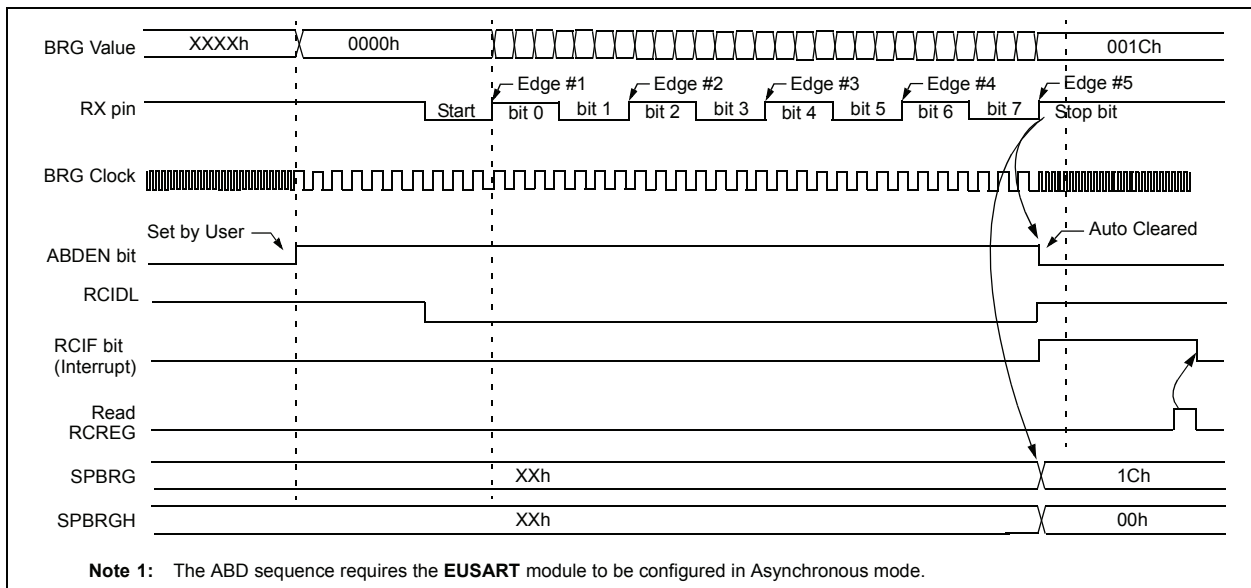 BRG Value XXXXh 0000h 001Ch
Edge #1 Edge #2 Edge #3 Edge #4 Edge #5
RX pin Start bit 0 bit 1 bit 2 bit 3 bit 4 bit 5 bit 6 bit 7 Stop bit
BRG Clock
Set by User Auto Cleared
ABDEN bit
RCIDL
RCIF bit
(Interrupt)
Read
RCREG
SPBRG XXh 1Ch
SPBRGH XXh 00h
Note 1: The ABD sequence requires the EUSART module to be configured in Asynchronous mode.